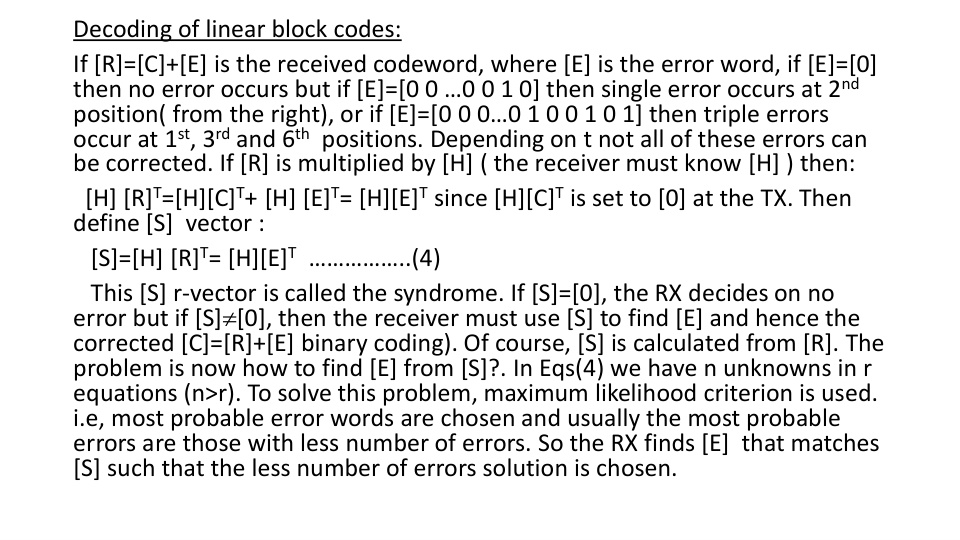 Decoding of linear block codes:
If [R]=[C]+[E] is the received codeword, where [E] is the error word, if [E]=[0]
then no error occurs but if [E]=[0 0 …0 0 1 0] then single error occurs at 2nd
position( from the right), or if [E]=[0 0 0…0 1 0 0 1 0 1] then triple errors
occur at 1st, 3rd and 6th positions. Depending on t not all of these errors can
be corrected. If [R] is multiplied by [H] ( the receiver must know [H] ) then:
[H] [R]ᵀ=[H][C]ᵀ+ [H] [E]ᵀ= [H][E]ᵀ since [H][C]ᵀ is set to [0] at the TX. Then
define [S] vector :
[S]=[H] [R]ᵀ= [H][E]ᵀ ……………..(4)
This [S] r-vector is called the syndrome. If [S]=[0], the RX decides on no
error but if [S]≠[0], then the receiver must use [S] to find [E] and hence the
corrected [C]=[R]+[E] binary coding). Of course, [S] is calculated from [R]. The
problem is now how to find [E] from [S]?. In Eqs(4) we have n unknowns in r
equations (n>r). To solve this problem, maximum likelihood criterion is used.
i.e, most probable error words are chosen and usually the most probable
errors are those with less number of errors. So the RX finds [E] that matches
[S] such that the less number of errors solution is chosen.